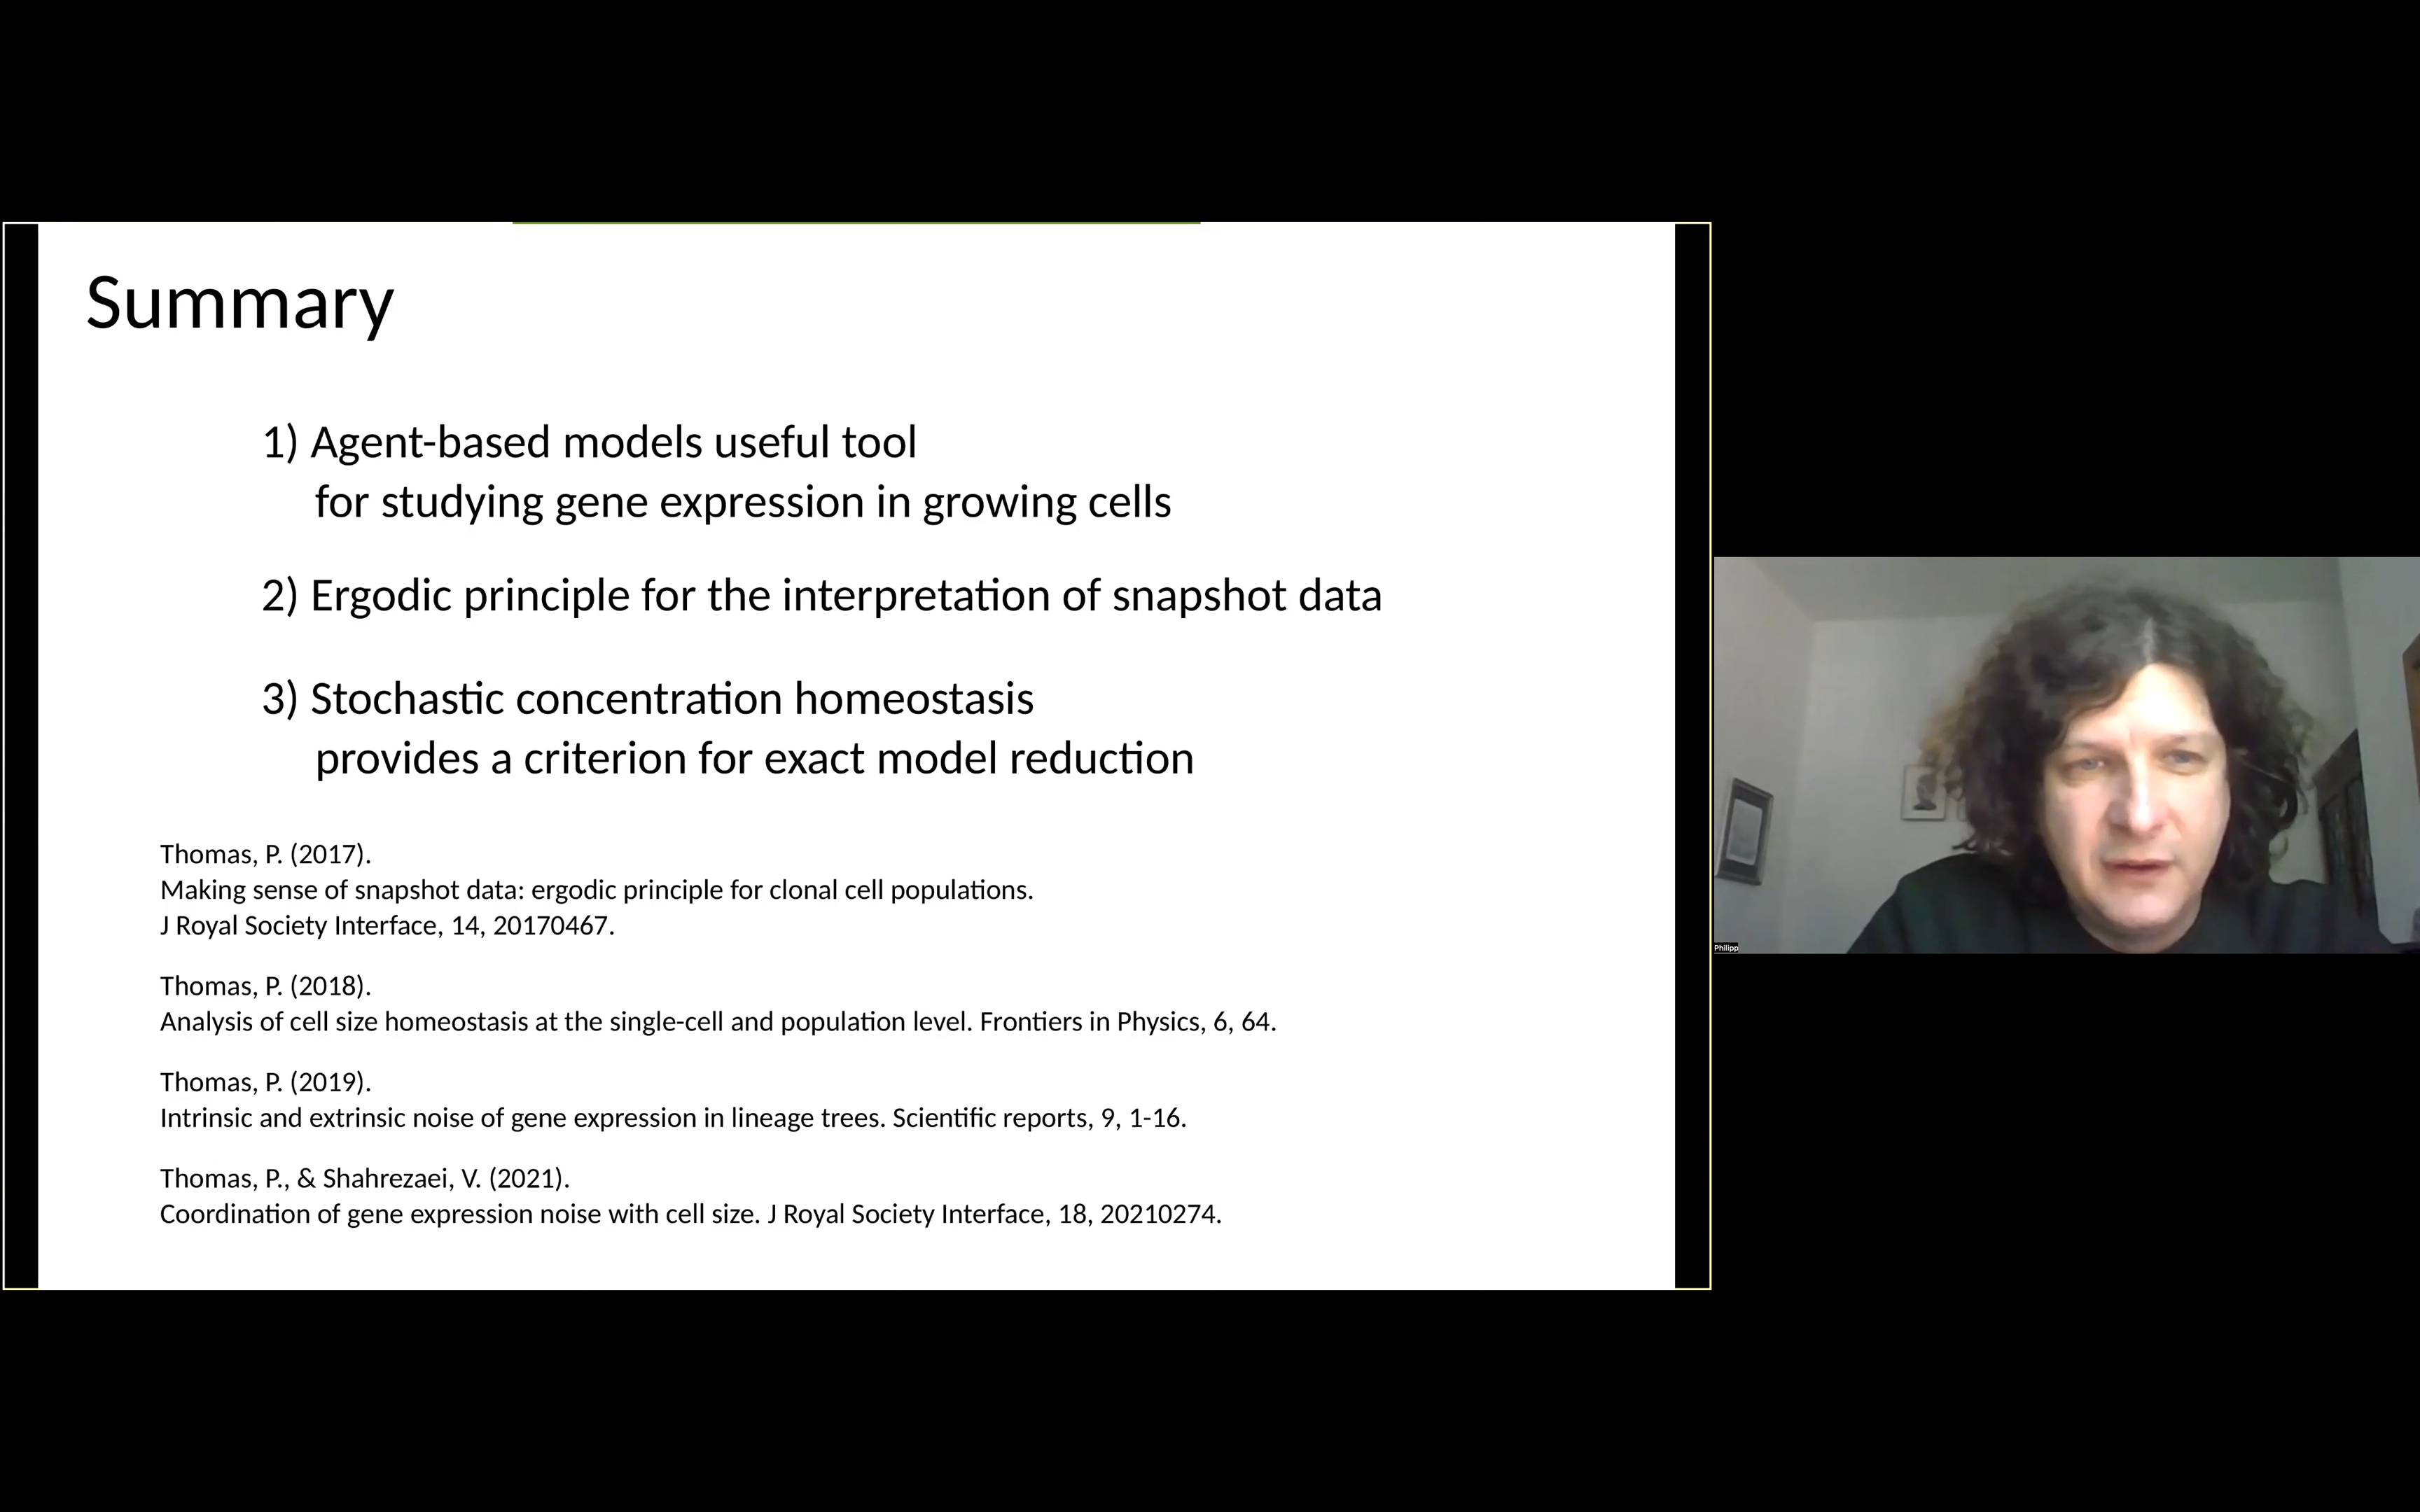 Summary
1) Agent-based models useful tool
for studying gene expression in growing cells
2) Ergodic principle for the interpretation of snapshot data
3) Stochastic concentration homeostasis
provides a criterion for exact model reduction
Thomas, P. (2017).
Making sense of snapshot data: ergodic principle for clonal cell populations.
J Royal Society Interface, 14, 20170467.
Thomas, P. (2018).
Analysis of cell size homeostasis at the single-cell and population level. Frontiers in Physics, 6, 64.
Thomas, P. (2019).
Intrinsic and extrinsic noise of gene expression in lineage trees. Scientific reports, 9, 1-16.
Thomas, P., & Shahrezaei, V. (2021).
Coordination of gene expression noise with cell size. J Royal Society Interface, 18, 20210274.
Philipp